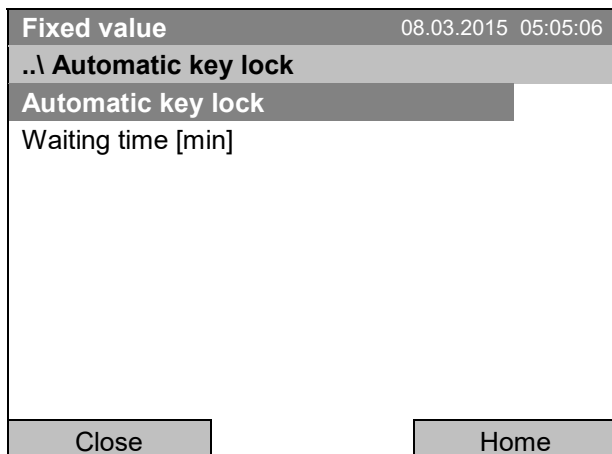 Fixed value 08.03.2015 05:05:06
..\ Automatic key lock
Automatic key lock
Waiting time [min]
Close Home